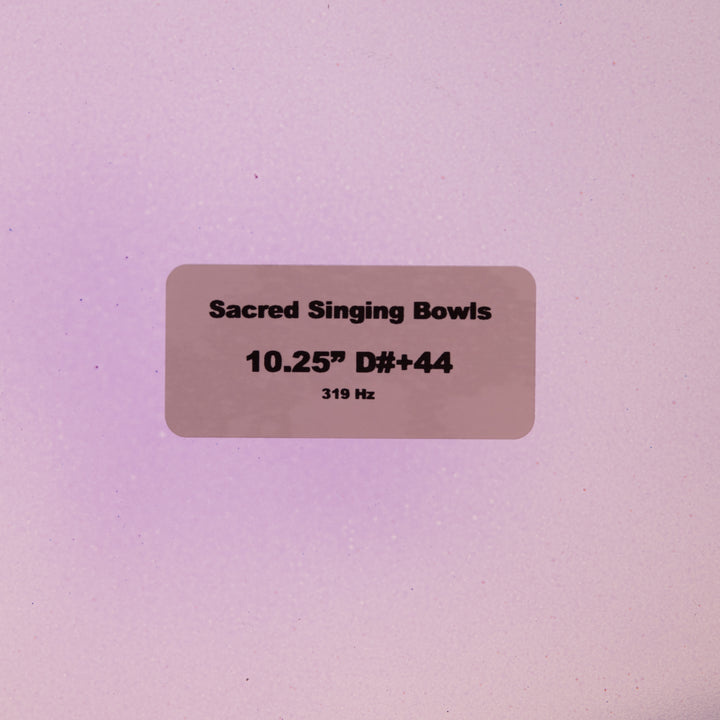 Sacred Singing Bowls
10.25” D#+44
319 Hz